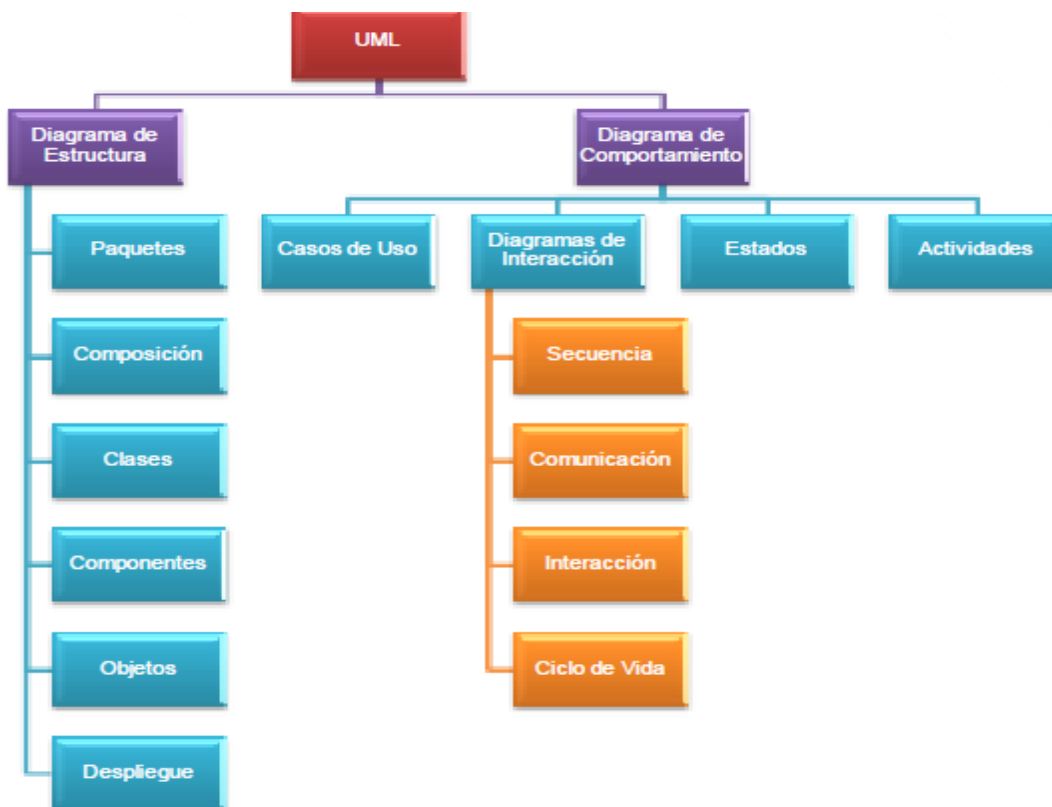 UML
Diagrama de
Estructura
Diagrama de
Comportamiento
Paquetes
Composición
Clases
Componentes
Objetos
Despliegue
Casos de Uso
Diagramas de
Interacción
Estados
Actividades
Secuencia
Comunicación
Interacción
Ciclo de Vida